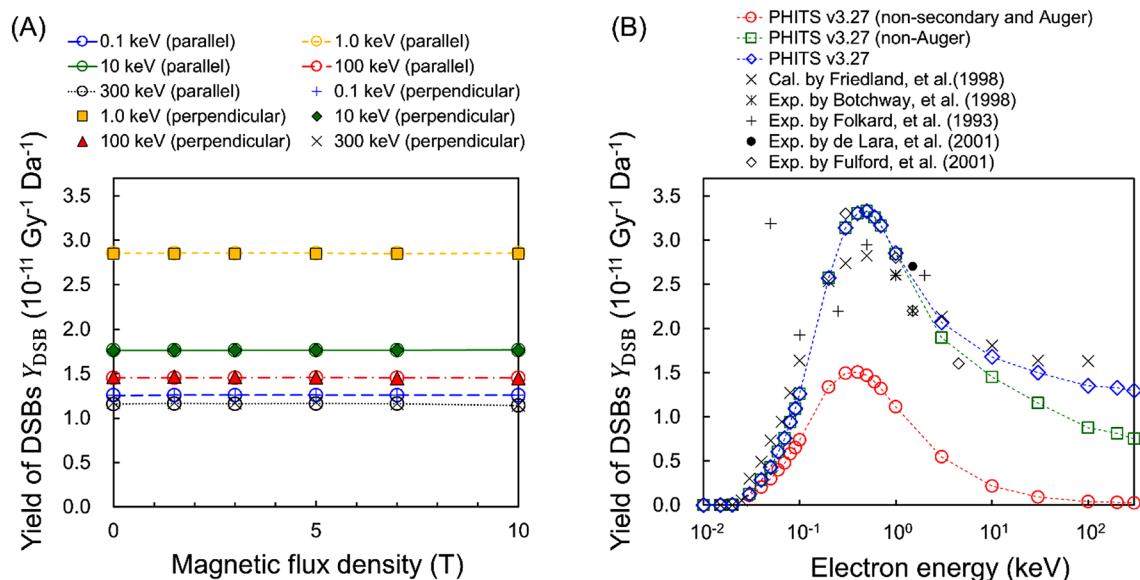 (A)
0.1 keV (parallel)
1.0 keV (parallel)
10 keV (parallel)
100 keV (parallel)
300 keV (parallel)
0.1 keV (perpendicular)
1.0 keV (perpendicular)
10 keV (perpendicular)
100 keV (perpendicular)
300 keV (perpendicular)
Yield of DSBs Y_DSB (10^-11 Gy^-1 Da^-1)
3.5
3.0
2.5
2.0
1.5
1.0
0.5
0.0
0
5
10
Magnetic flux density (T)
(B)
PHITS v3.27 (non-secondary and Auger)
PHITS v3.27 (non-Auger)
PHITS v3.27
Cal. by Friedland, et al.(1998)
Exp. by Botchway, et al. (1998)
Exp. by Folkard, et al. (1993)
Exp. by de Lara, et al. (2001)
Exp. by Fulford, et al. (2001)
Yield of DSBs Y_DSB (10^-11 Gy^-1 Da^-1)
3.5
3.0
2.5
2.0
1.5
1.0
0.5
0.0
10^-2
10^-1
10^0
10^1
10^2
Electron energy (keV)